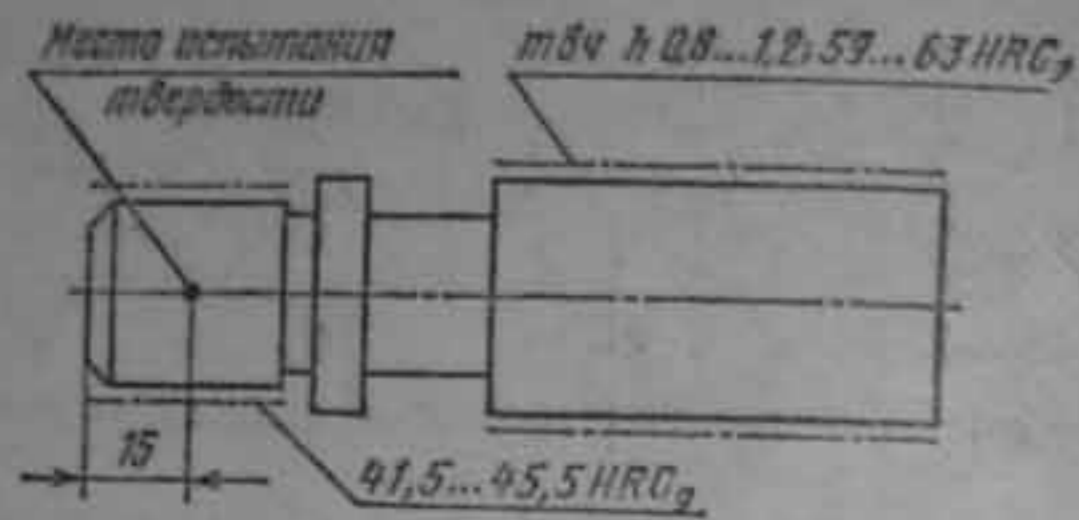 Место испытания
твердости
твч h 0,8...1,2; 59...63 HRCэ
15
41,5...45,5 HRCэ